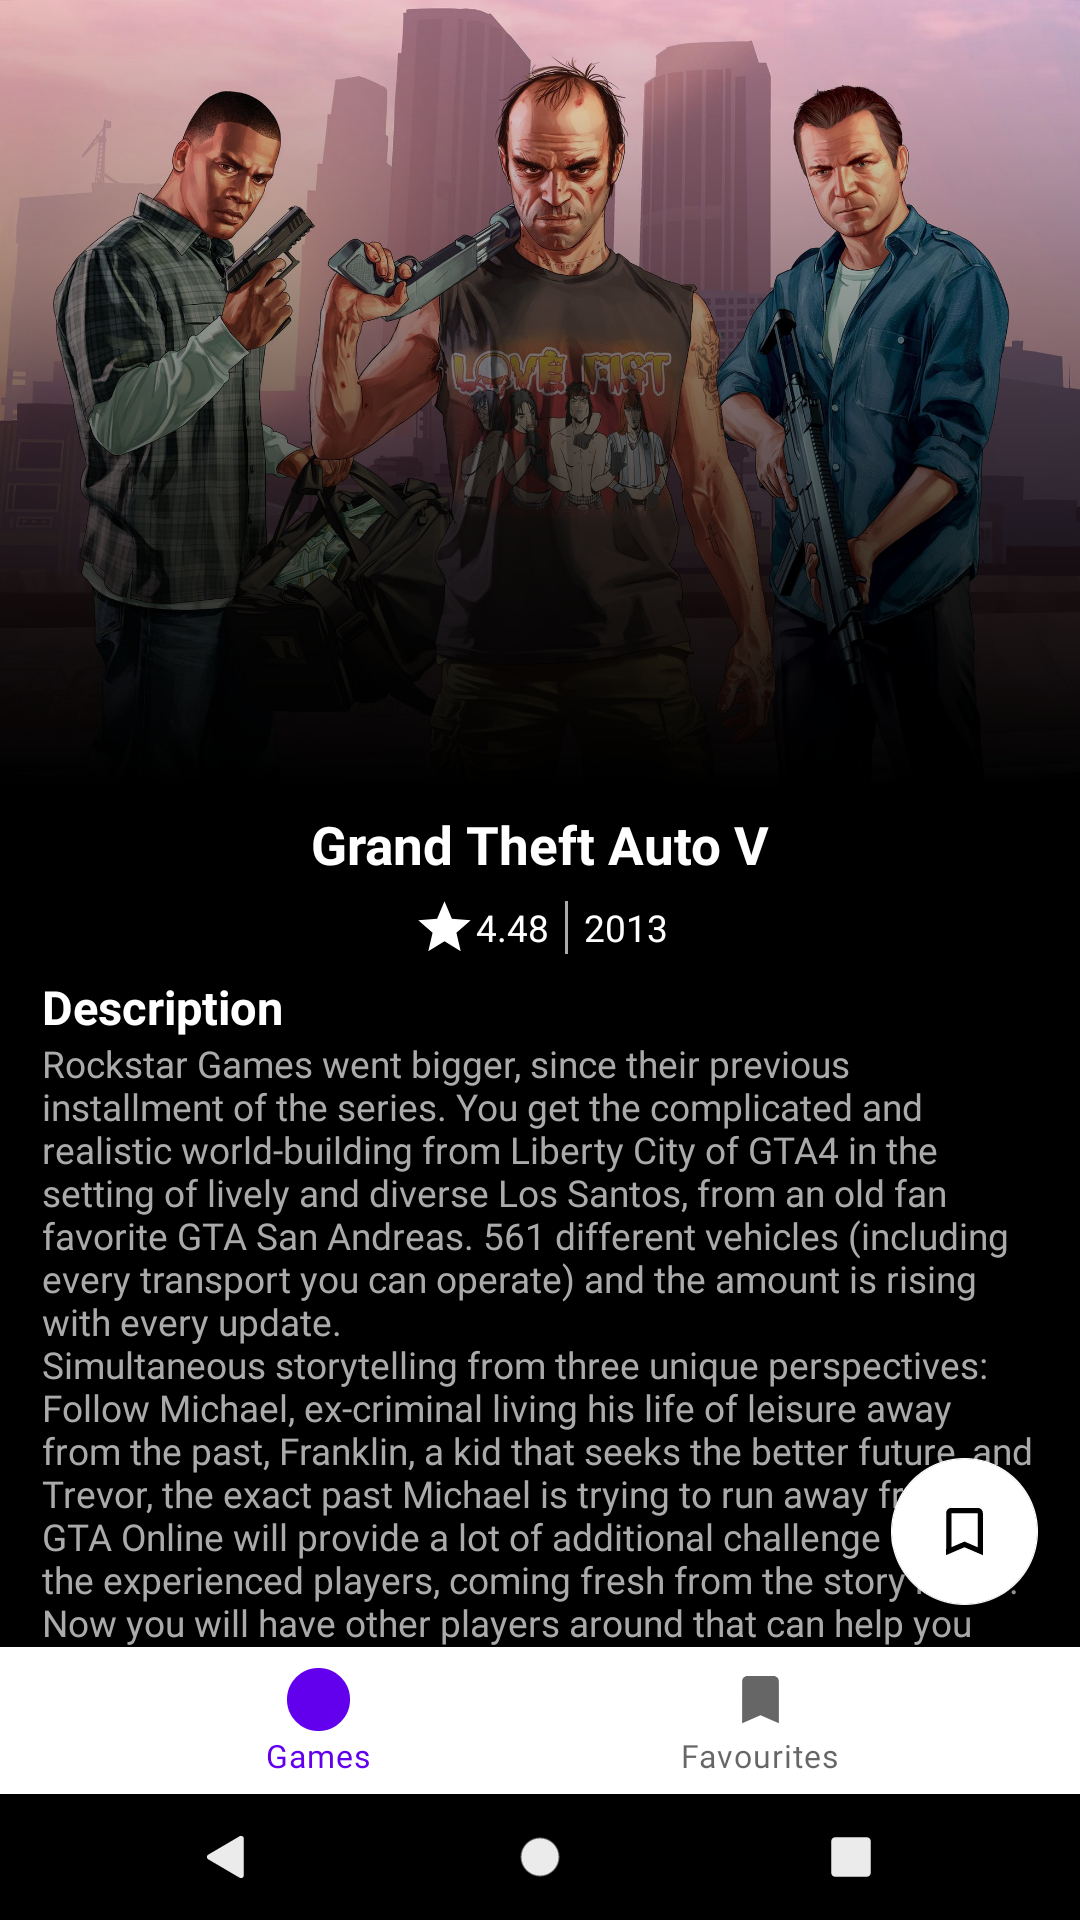 LOVE FIST
Grand Theft Auto V
4.48
2013
Description
Rockstar Games went bigger, since their previous
installment of the series. You get the complicated and
realistic world-building from Liberty City of GTA4 in the
setting of lively and diverse Los Santos, from an old fan
favorite GTA San Andreas. 561 different vehicles (including
every transport you can operate) and the amount is rising
with every update.
Simultaneous storytelling from three unique perspectives:
Follow Michael, ex-criminal living his life of leisure away
from the past, Franklin, a kid that seeks the better future, and
Trevor, the exact past Michael is trying to run away
GTA Online will provide a lot of additional challenge
the experienced players, coming fresh from the story
Now you will have other players around that can help you
Games
Favourites